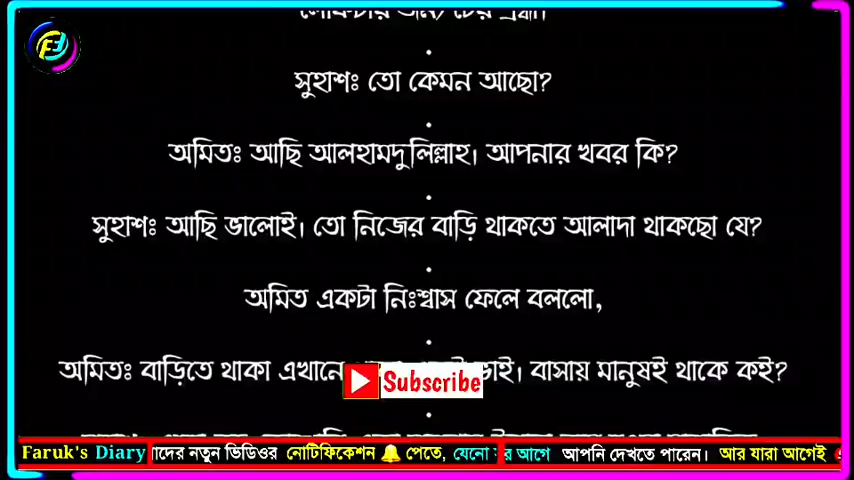 সুহাশঃ তো কেমন আছো?
অমিতঃ আছি আলহামদুলিল্লাহ। আপনার খবর কি?
সুহাশঃ আছি ভালোই। তো নিজের বাড়ি থাকতে আলাদা থাকছো যে?
অমিত একটা নিঃশ্বাস ফেলে বললো,
অমিতঃ বাড়িতে থাকা এখানে ভাই। বাসায় মানুষই থাকে কই?
Subscribe
Faruk's Diary াদের নতুন ভিডিওর নোটিফিকেশন 🔔 পেতে, যেনো র আগে আপনি দেখতে পারেন। আর যারা আগেই